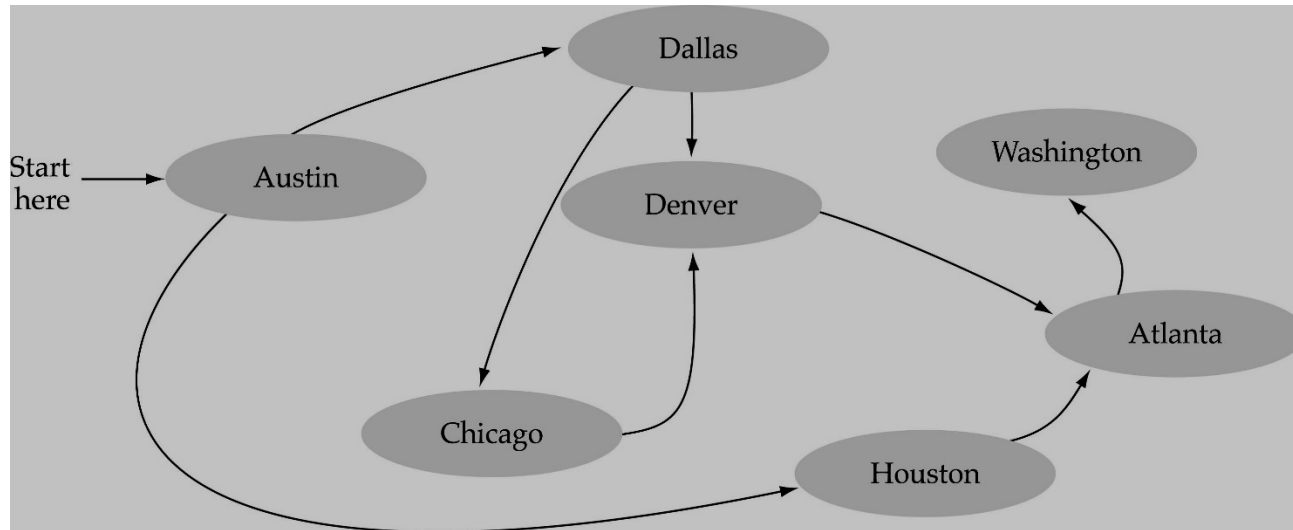 Dallas
Washington
Start
here
Austin
Denver
Atlanta
Chicago
Houston